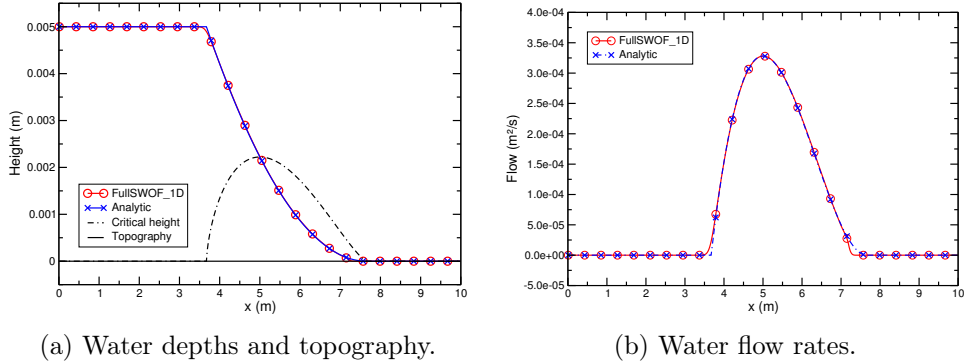 0.005
0.004
0.003
0.002
0.001
0
Height (m)
FullSWOF_1D
Analytic
Critical height
Topography
0 1 2 3 4 5 6 7 8 9 10
x (m)
(a) Water depths and topography.
4.0e-04
3.5e-04
3.0e-04
2.5e-04
2.0e-04
1.5e-04
1.0e-04
5.0e-05
0.0e+00
-5.0e-05
Flow (m²/s)
FullSWOF_1D
Analytic
0 1 2 3 4 5 6 7 8 9 10
x (m)
(b) Water flow rates.